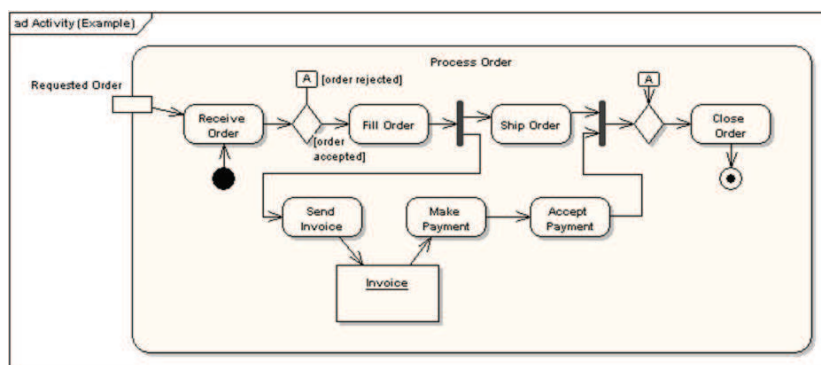 ad Activity (Example)
Process Order
Requested Order
A
[order rejected]
A
Receive
Order
Fill Order
Ship Order
Close
Order
[order
accepted]
Send
Invoice
Make
Payment
Accept
Payment
Invoice